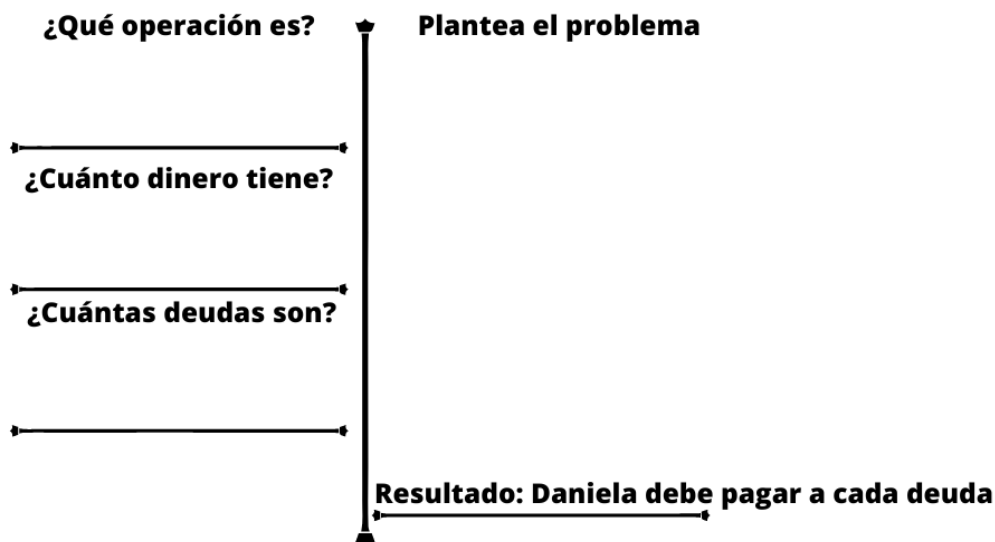 ¿Qué operación es?
Plantea el problema
¿Cuánto dinero tiene?
¿Cuántas deudas son?
Resultado: Daniela debe pagar a cada deuda